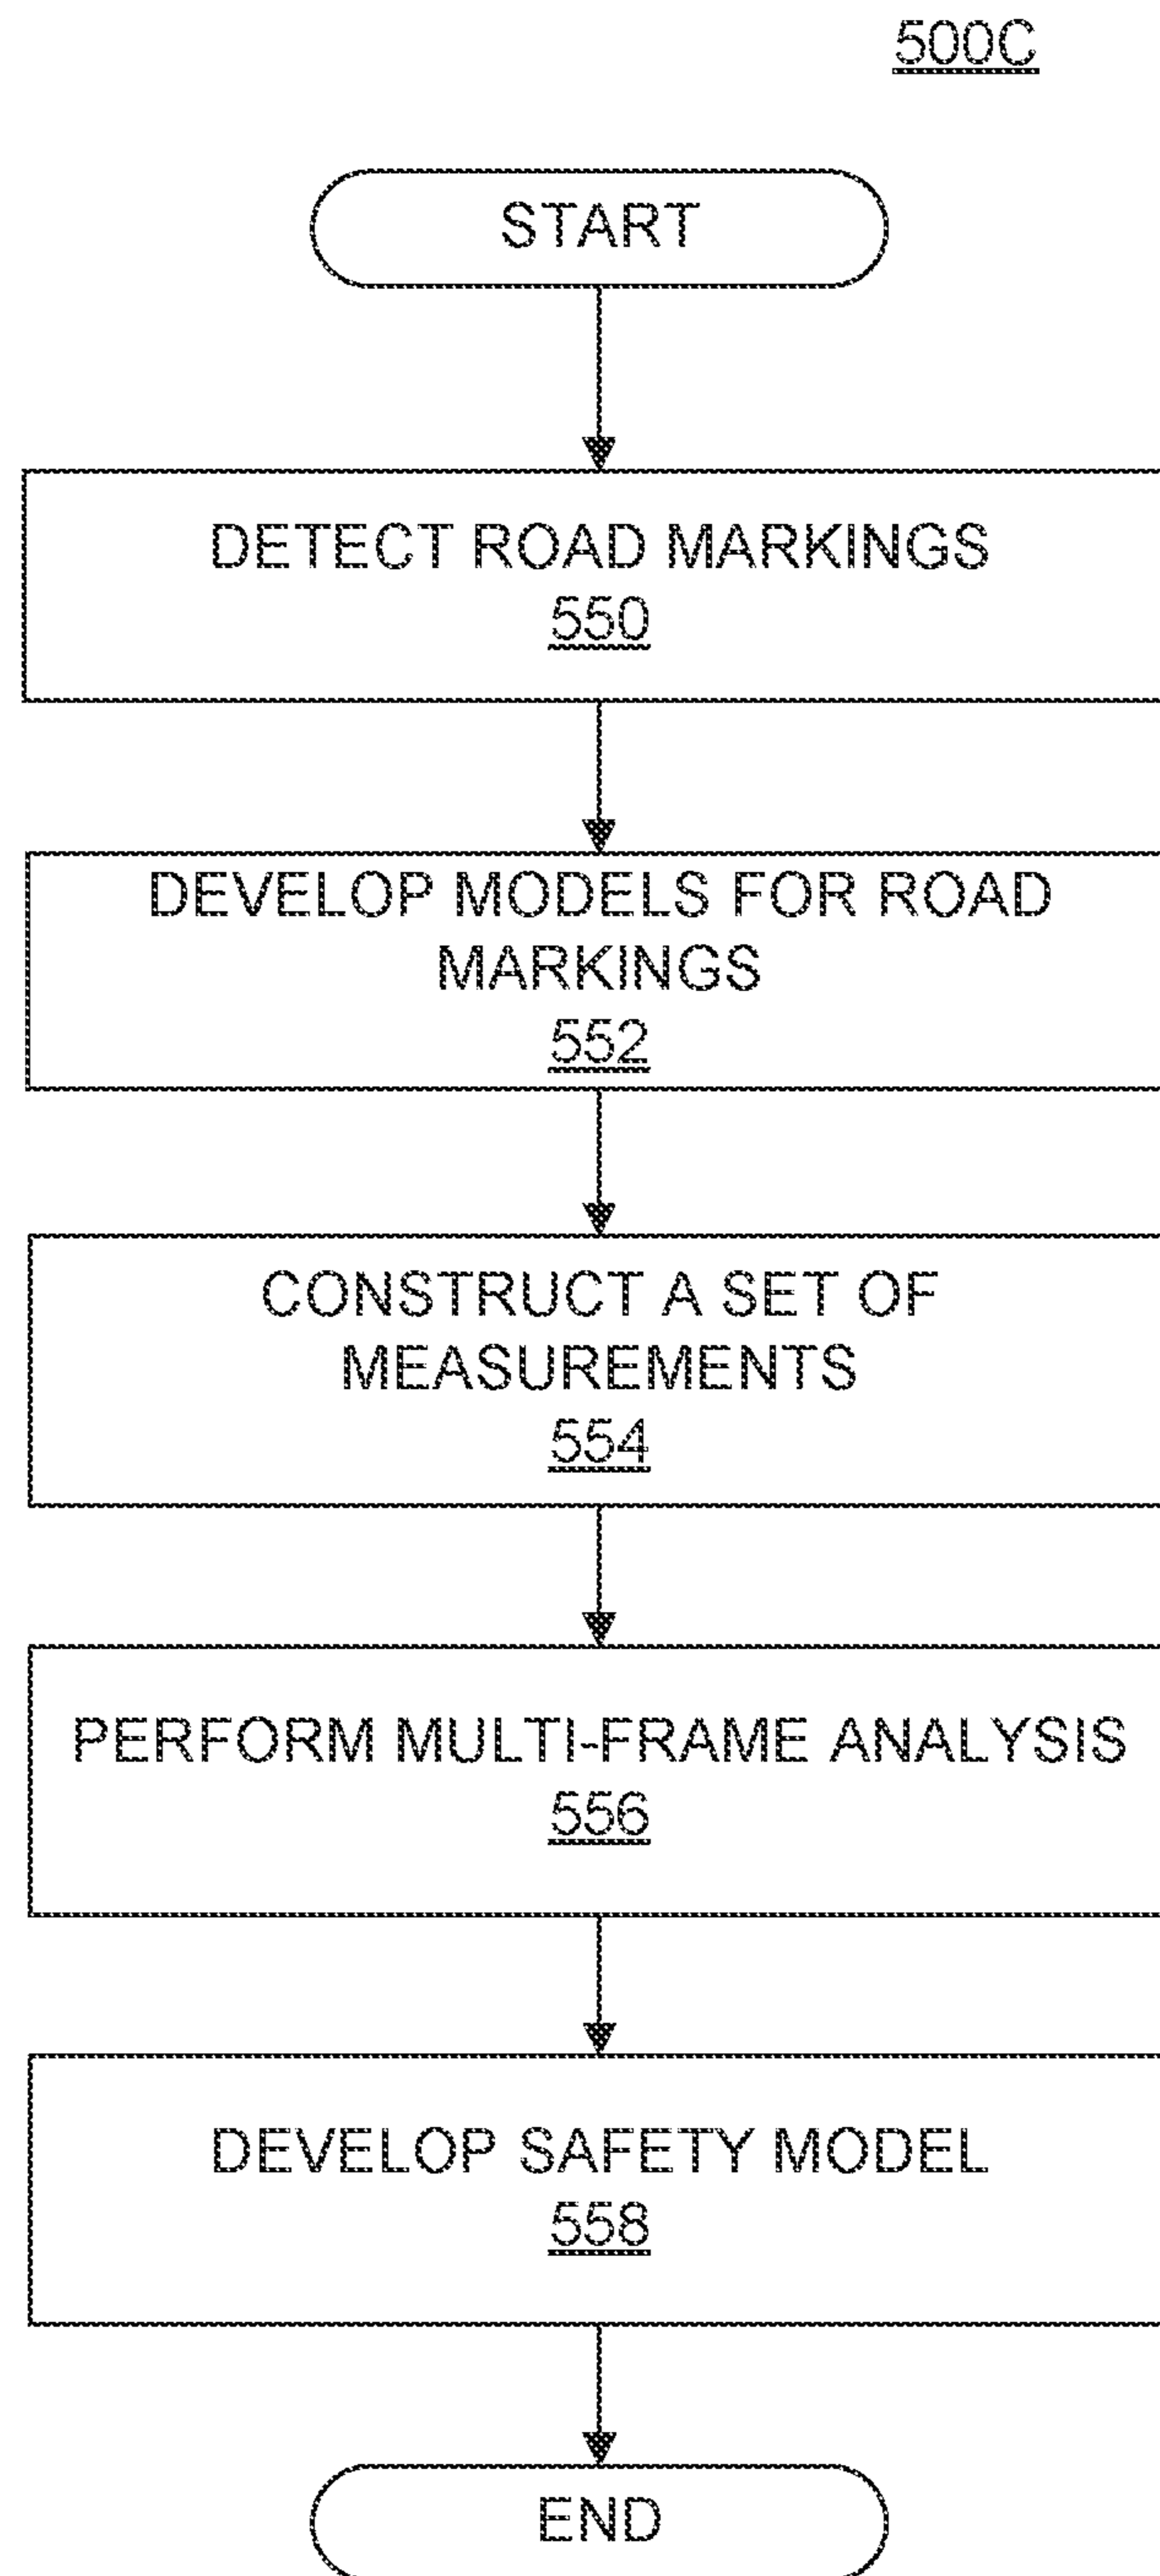 500C
START
DETECT ROAD MARKINGS
550
DEVELOP MODELS FOR ROAD
MARKINGS
552
CONSTRUCT A SET OF
MEASUREMENTS
554
PERFORM MULTI-FRAME ANALYSIS
556
DEVELOP SAFETY MODEL
558
END